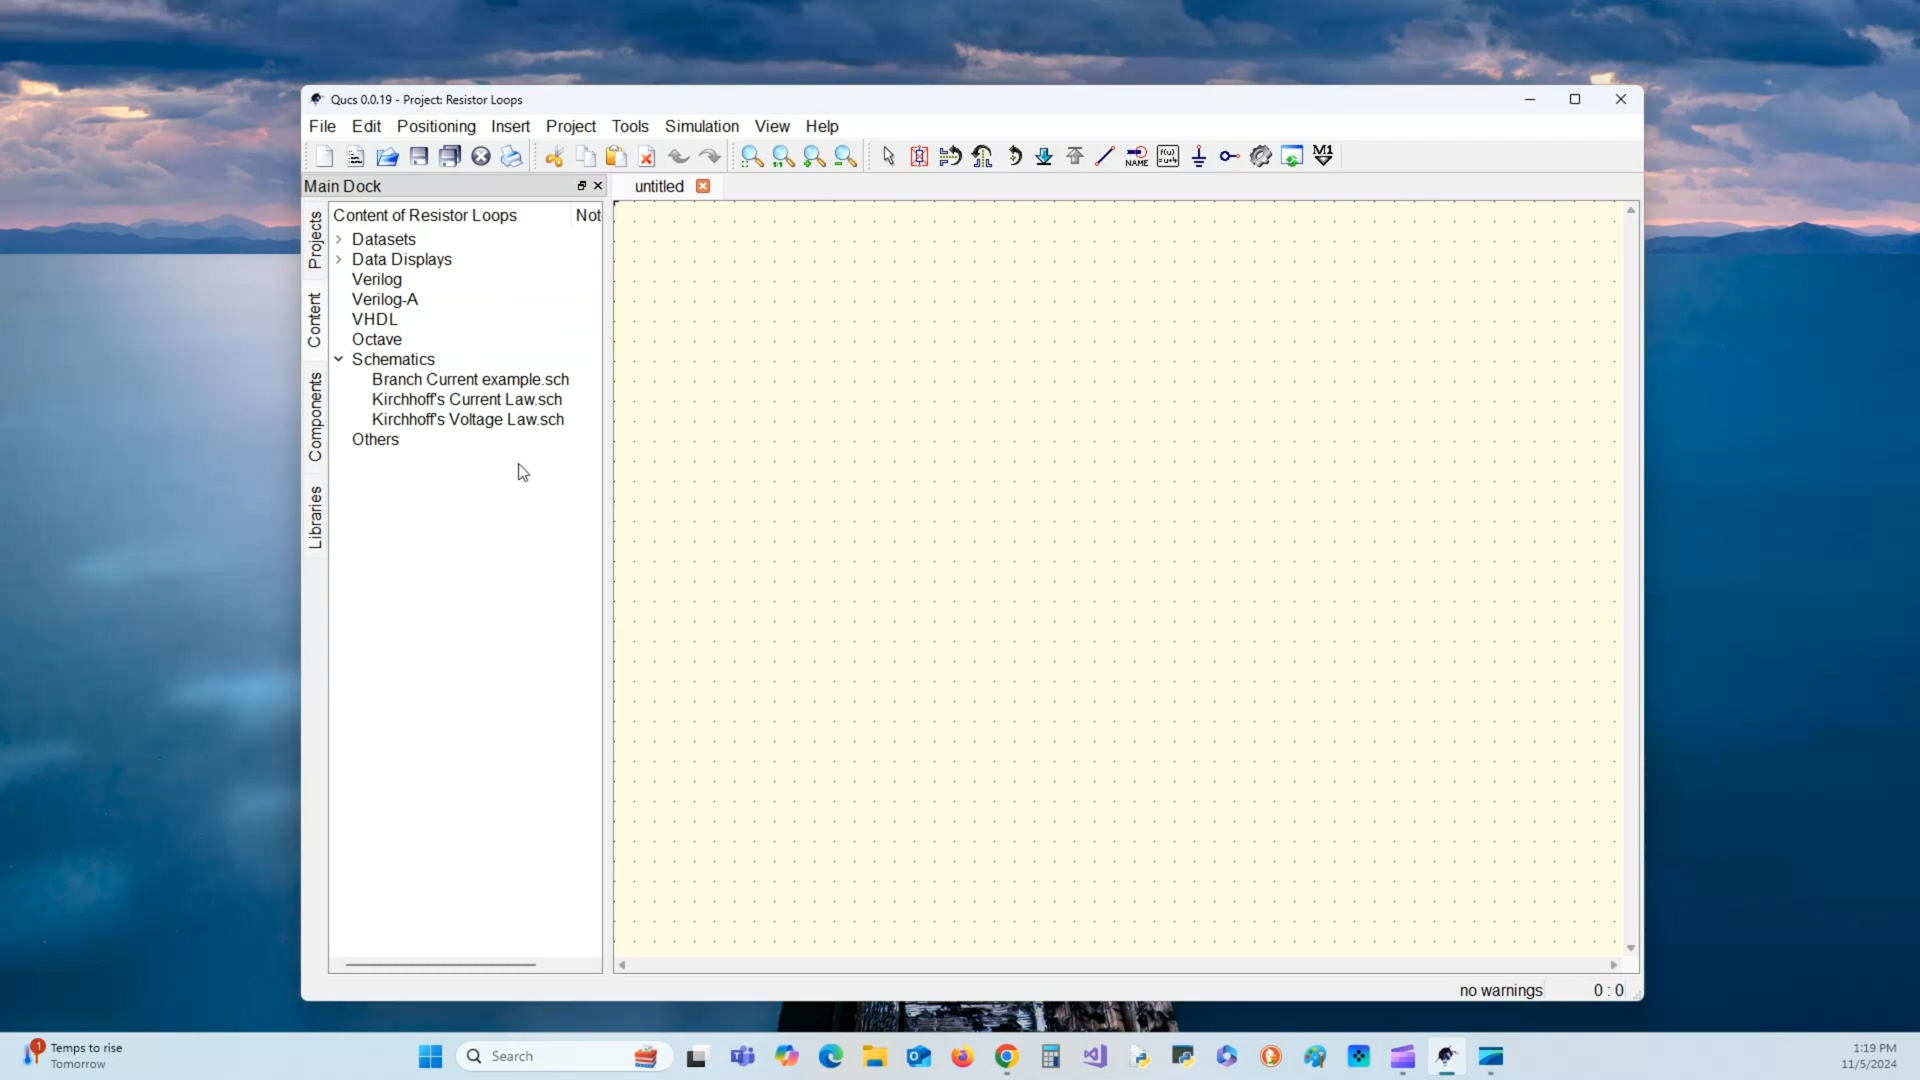 Qucs 0.0.19 - Project: Resistor Loops
File Edit Positioning Insert Project Tools Simulation View Help
NAME
M1
Main Dock
untitled
Projects
Content
Components
Libraries
Content of Resistor Loops Not
Datasets
Data Displays
Verilog
Verilog-A
VHDL
Octave
Schematics
Branch Current example.sch
Kirchhoff's Current Law.sch
Kirchhoff's Voltage Law.sch
Others
no warnings 0 : 0
1
Temps to rise
Tomorrow
Search
1:19 PM
11/5/2024